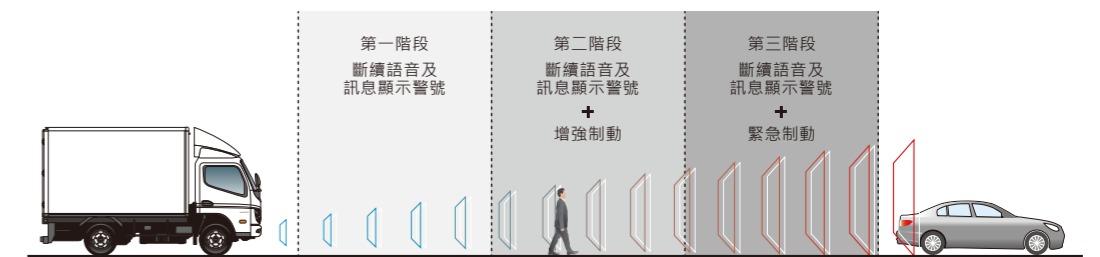 第一階段
斷續語音及
訊息顯示警號
第二階段
斷續語音及
訊息顯示警號
+
增強制動
第三階段
斷續語音及
訊息顯示警號
+
緊急制動